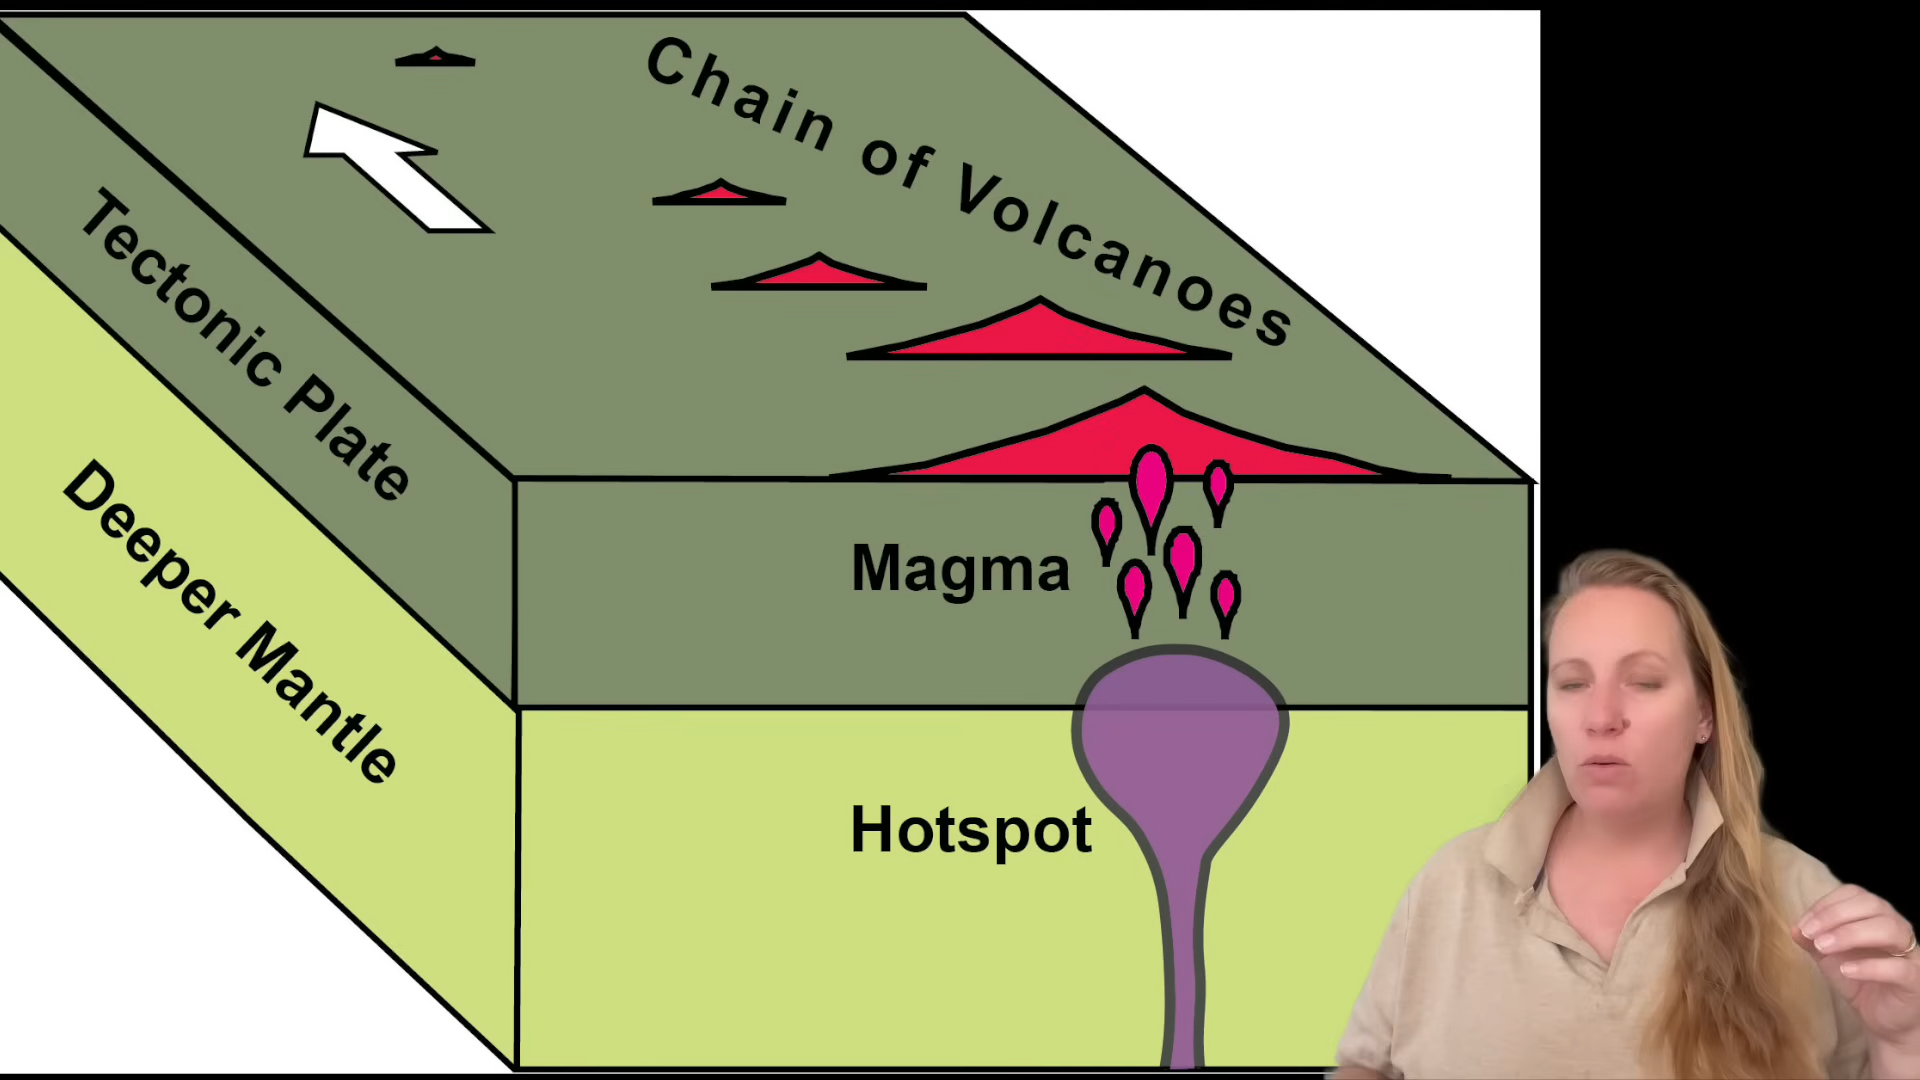 Chain of Volcanoes
Tectonic Plate
Deeper Mantle
Magma
Hotspot